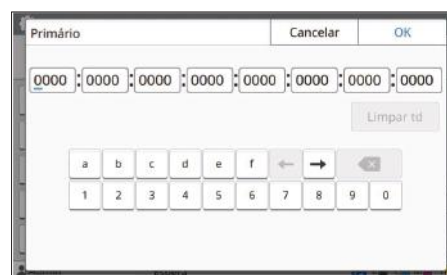 Primário Cancelar OK
0000 : 0000 : 0000 : 0000 : 0000 : 0000 : 0000 : 0000
Limpar td
a b c d e f ← →
1 2 3 4 5 6 7 8 9 0